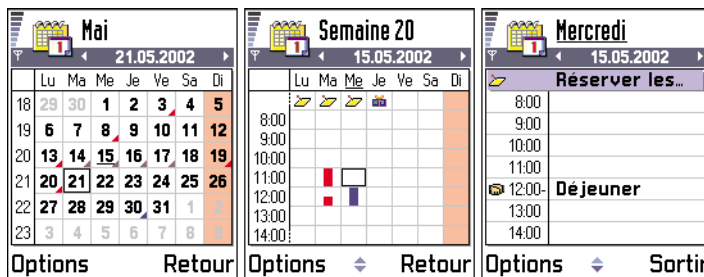 Mai
1.
21.05.2002
Lu Ma Me Je Ve Sa Di
18 29 30 1 2 3 4 5
19 6 7 8 9 10 11 12
20 13 14 15 16 17 18 19
21 20 21 22 23 24 25 26
22 27 28 29 30 31 1 2
23 3 4 5 6 7 8 9
Options Retour
Semaine 20
1.
15.05.2002
Lu Ma Me Je Ve Sa Di
8:00
9:00
10:00
11:00
12:00
13:00
14:00
Options Retour
Mercredi
1.
15.05.2002
Réserver les...
8:00
9:00
10:00
11:00
12:00- Déjeuner
13:00
14:00
Options Sortir